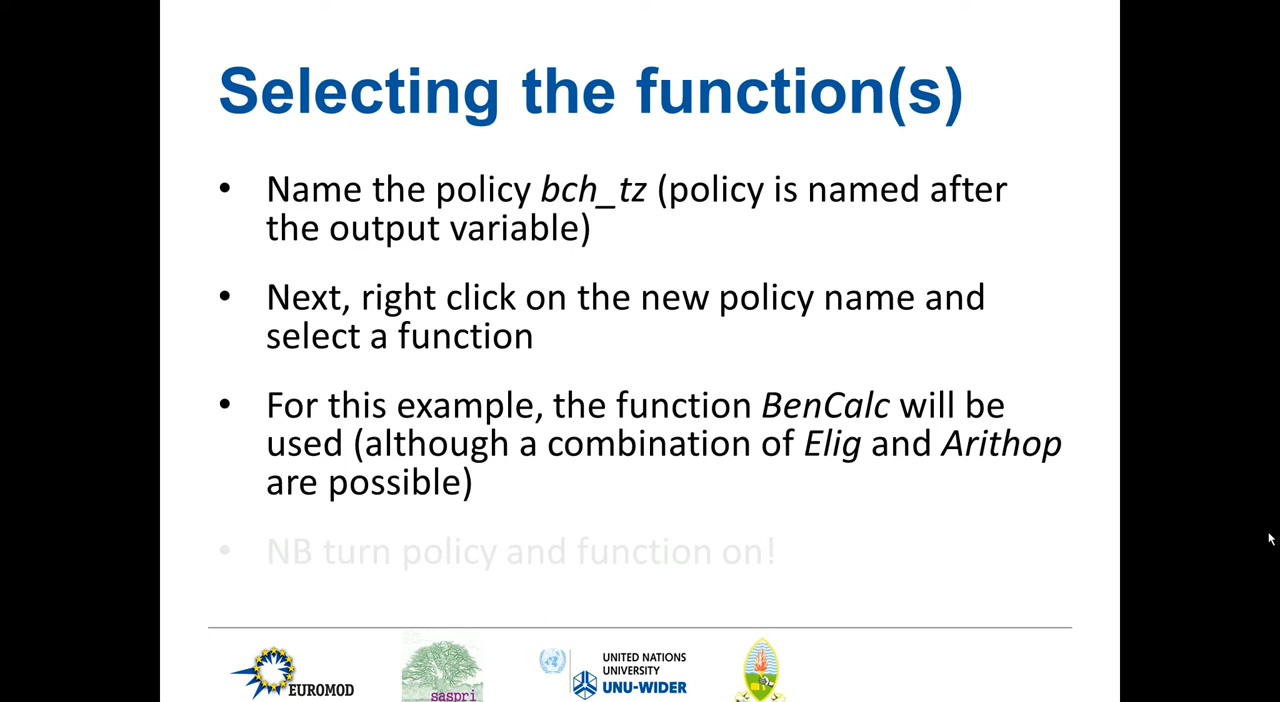 Selecting the function(s)
• Name the policy bch_tz (policy is named after
the output variable)
• Next, right click on the new policy name and
select a function
• For this example, the function BenCalc will be
used (although a combination of Elig and Arithop
are possible)
• NB turn policy and function on!
EUROMOD
saspri
UNITED NATIONS
UNIVERSITY
UNU-WIDER